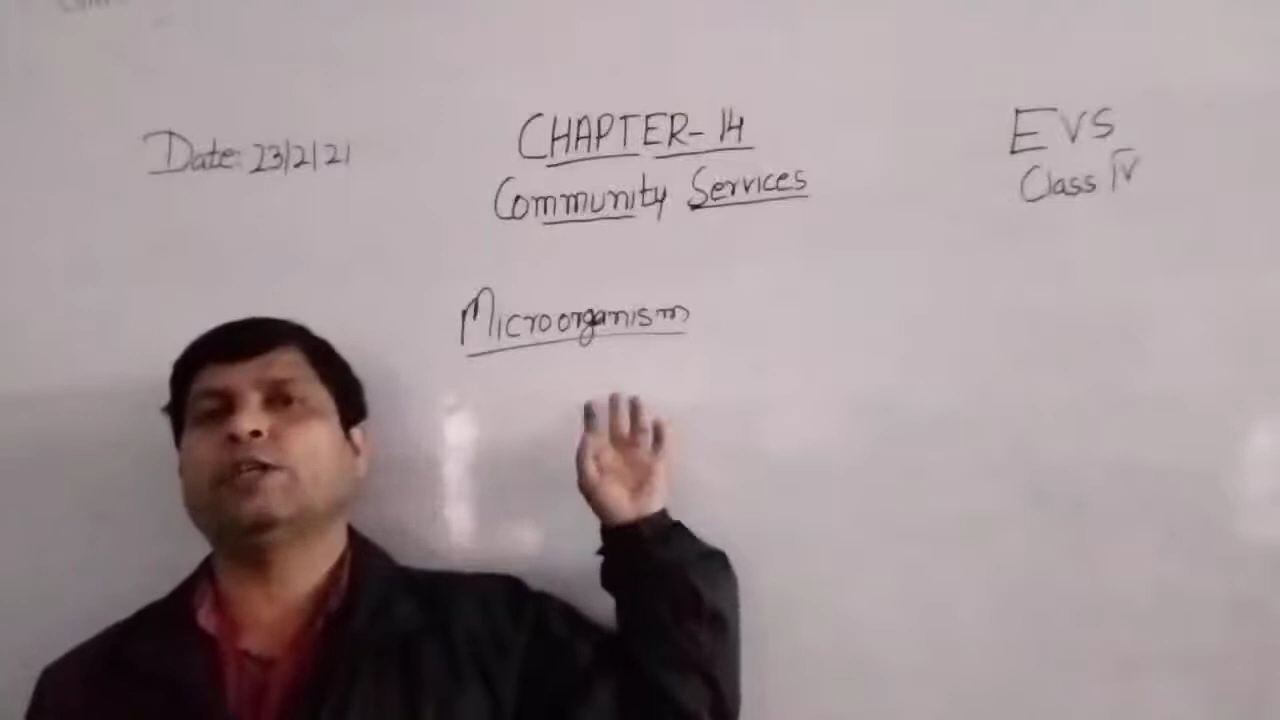 Date: 23/2/21
CHAPTER-14
Community Services
EVS
Class IV
Microorganism